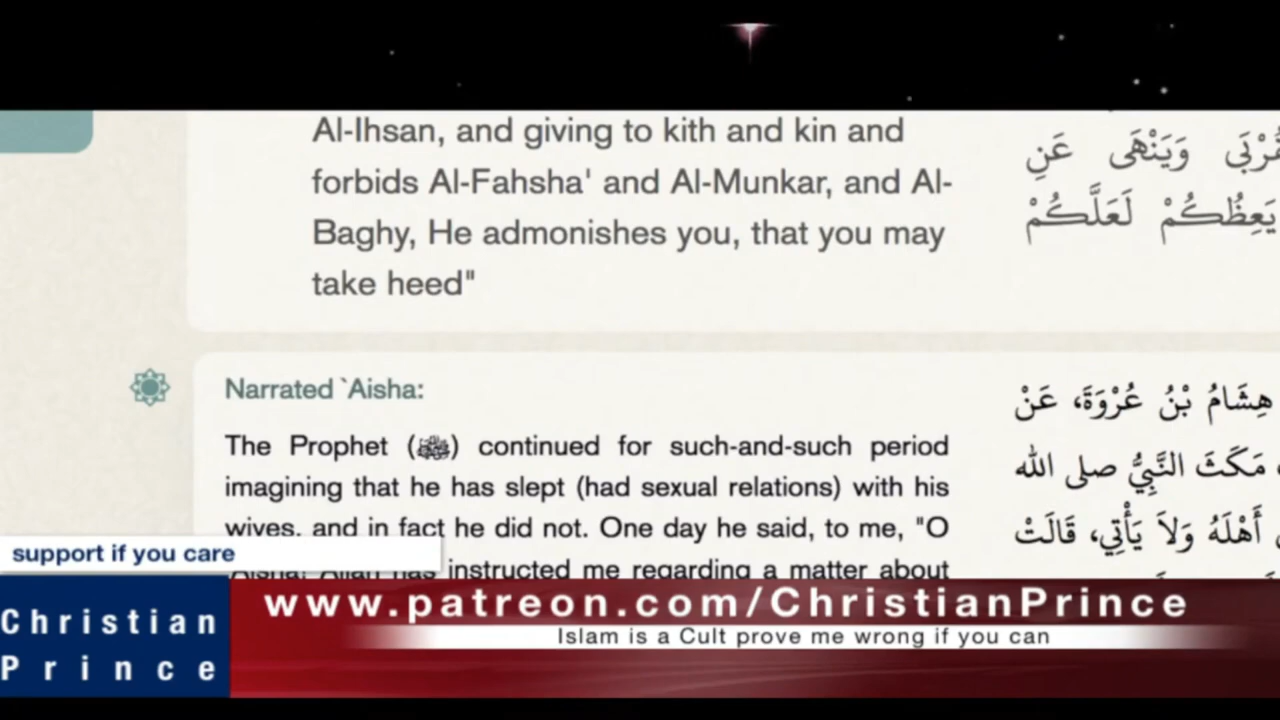 Al-Ihsan, and giving to kith and kin and
forbids Al-Fahsha' and Al-Munkar, and Al-
Baghy, He admonishes you, that you may
take heed"
وَيَنْهَى عَنِ
يَعِظُكُمْ لَعَلَّكُمْ
Narrated `Aisha:
The Prophet (ﷺ) continued for such-and-such period
imagining that he has slept (had sexual relations) with his
wives, and in fact he did not. One day he said, to me, "O
instructed me regarding a matter about
هِشَامُ بْنُ عُرْوَةَ، عَنْ
مَكَثَ النَّبِيُّ صلى الله
أَهْلَهُ وَلاَ يَأْتِي، قَالَتْ
support if you care
Christian
Prince
www.patreon.com/ChristianPrince
Islam is a Cult prove me wrong if you can